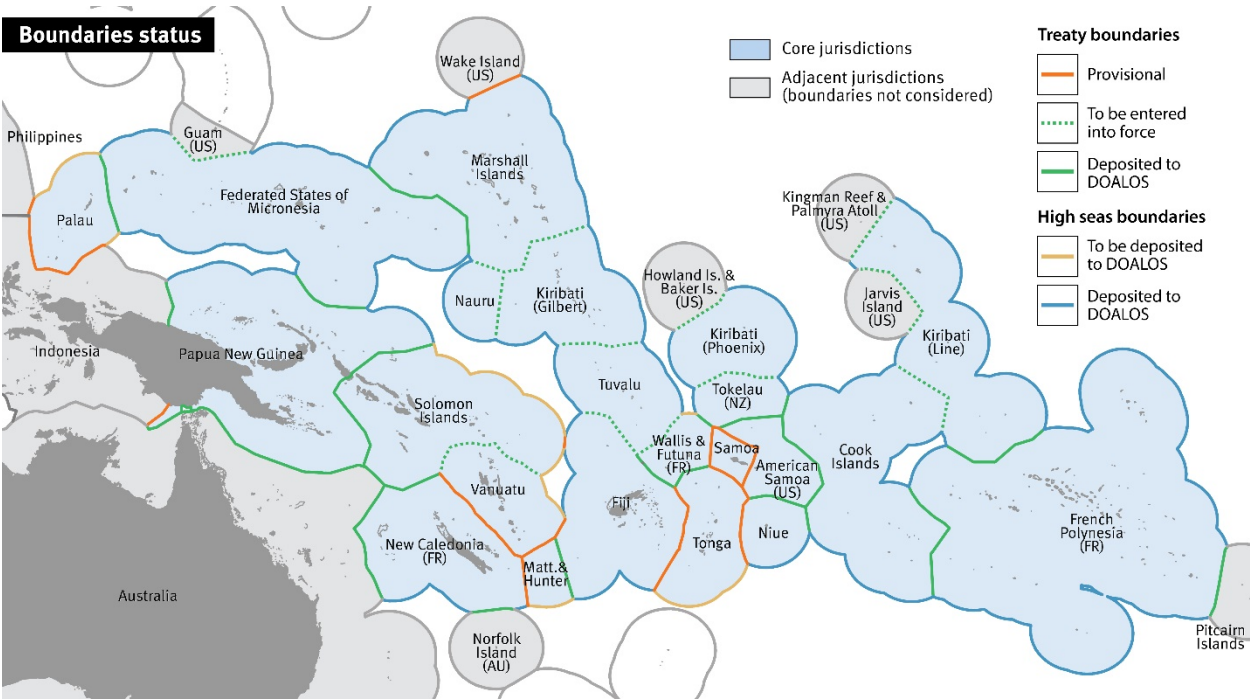 Boundaries status
Core jurisdictions
Adjacent jurisdictions
(boundaries not considered)
Treaty boundaries
Provisional
To be entered
into force
Deposited to
DOALOS
High seas boundaries
To be deposited
to DOALOS
Deposited to
DOALOS
Wake Island
(US)
Philippines
Guam
(US)
Marshall
Islands
Federated States of
Micronesia
Palau
Kingman Reef &
Palmyra Atoll
(US)
Howland Is. &
Baker Is.
(US)
Jarvis
Island
(US)
Nauru
Kiribati
(Gilbert)
Kiribati
(Phoenix)
Kiribati
(Line)
Indonesia
Papua New Guinea
Tuvalu
Tokelau
(NZ)
Solomon
Islands
Wallis &
Futuna
(FR)
Samoa
American
Samoa
(US)
Cook
Islands
Vanuatu
Fiji
French
Polynesia
(FR)
New Caledonia
(FR)
Matt.&
Hunter
Tonga
Niue
Australia
Norfolk
Island
(AU)
Pitcairn
Islands